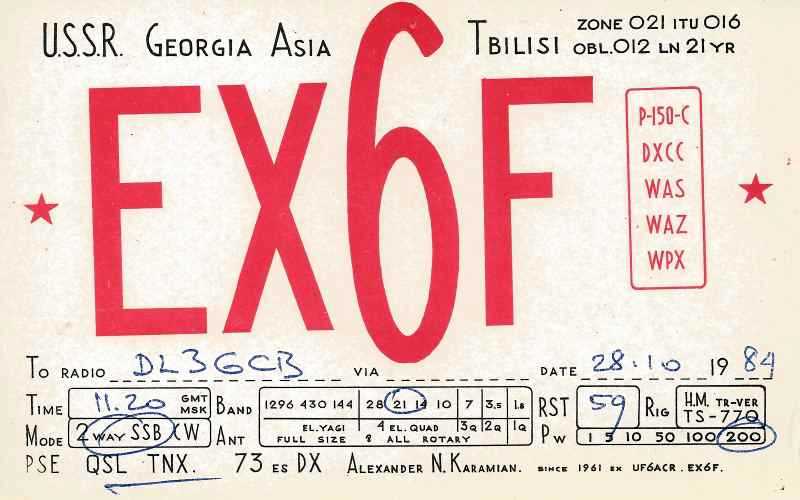 U.S.S.R. GEORGIA ASIA TBILISI ZONE 021 ITU 016
OBL.012 LN 21YR
EX6F
P-150-C
DXCC
WAS
WAZ
WPX
TO RADIO DL3GCB VIA DATE 28.10 1984
TIME 11.20 GMT MSK BAND 1296 430 144 28 21 14 10 7 3.5 1.8 RST 59 RIG H.M. TR-VER TS-770
MODE 2 WAY SSB CW ANT EL.YAGI 4 EL.QUAD 3Q 2Q 1Q PW 1 5 10 50 100 200
FULL SIZE 8 ALL ROTARY
PSE QSL TNX. 73 ES DX ALEXANDER N.KARAMIAN. SINCE 1961 EX UF6ACR. EX6F.